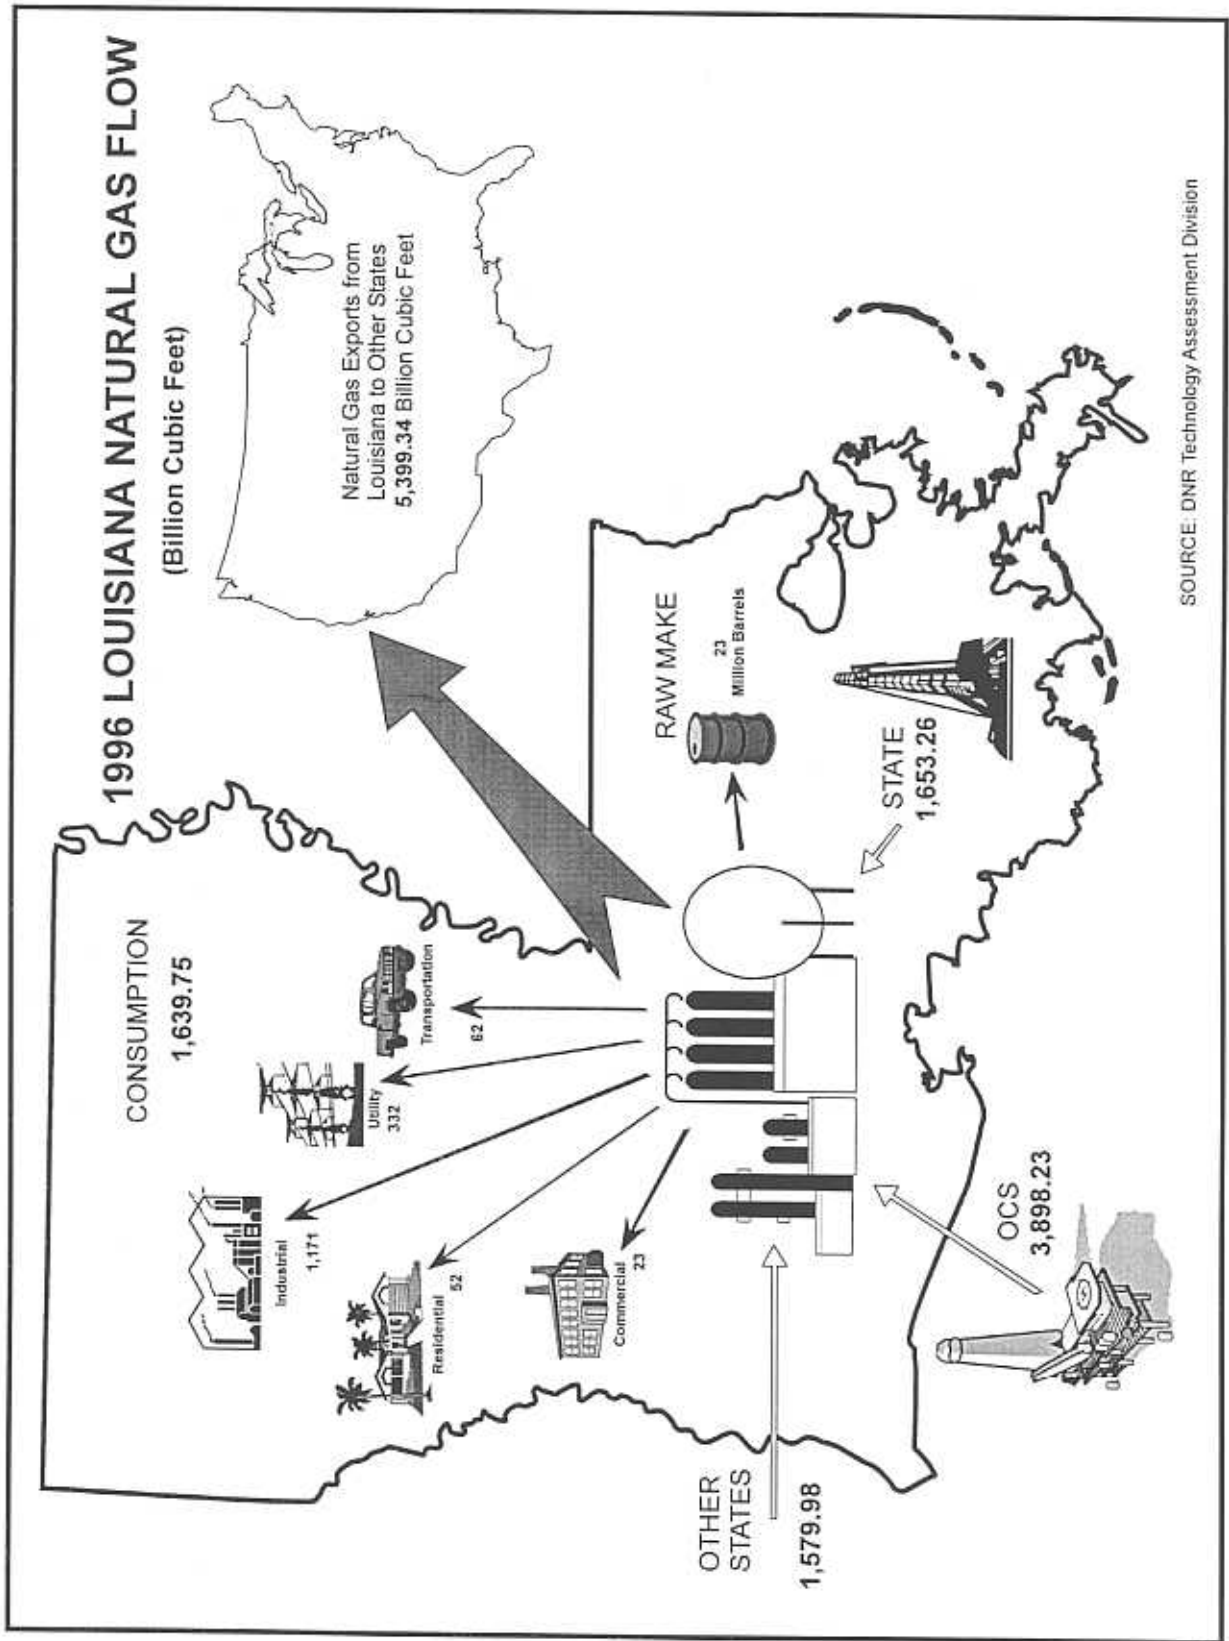 1996 LOUISIANA NATURAL GAS FLOW
(Billion Cubic Feet)
CONSUMPTION
1,639.75
Natural Gas Exports from
Louisiana to Other States
5,399.34 Billion Cubic Feet
Industrial
1,171
Utility
332
Transportation
62
Residential
52
Commercial
23
RAW MAKE
23
Million Barrels
OTHER
STATES
1,579.98
STATE
1,653.26
OCS
3,898.23
SOURCE: DNR Technology Assessment Division